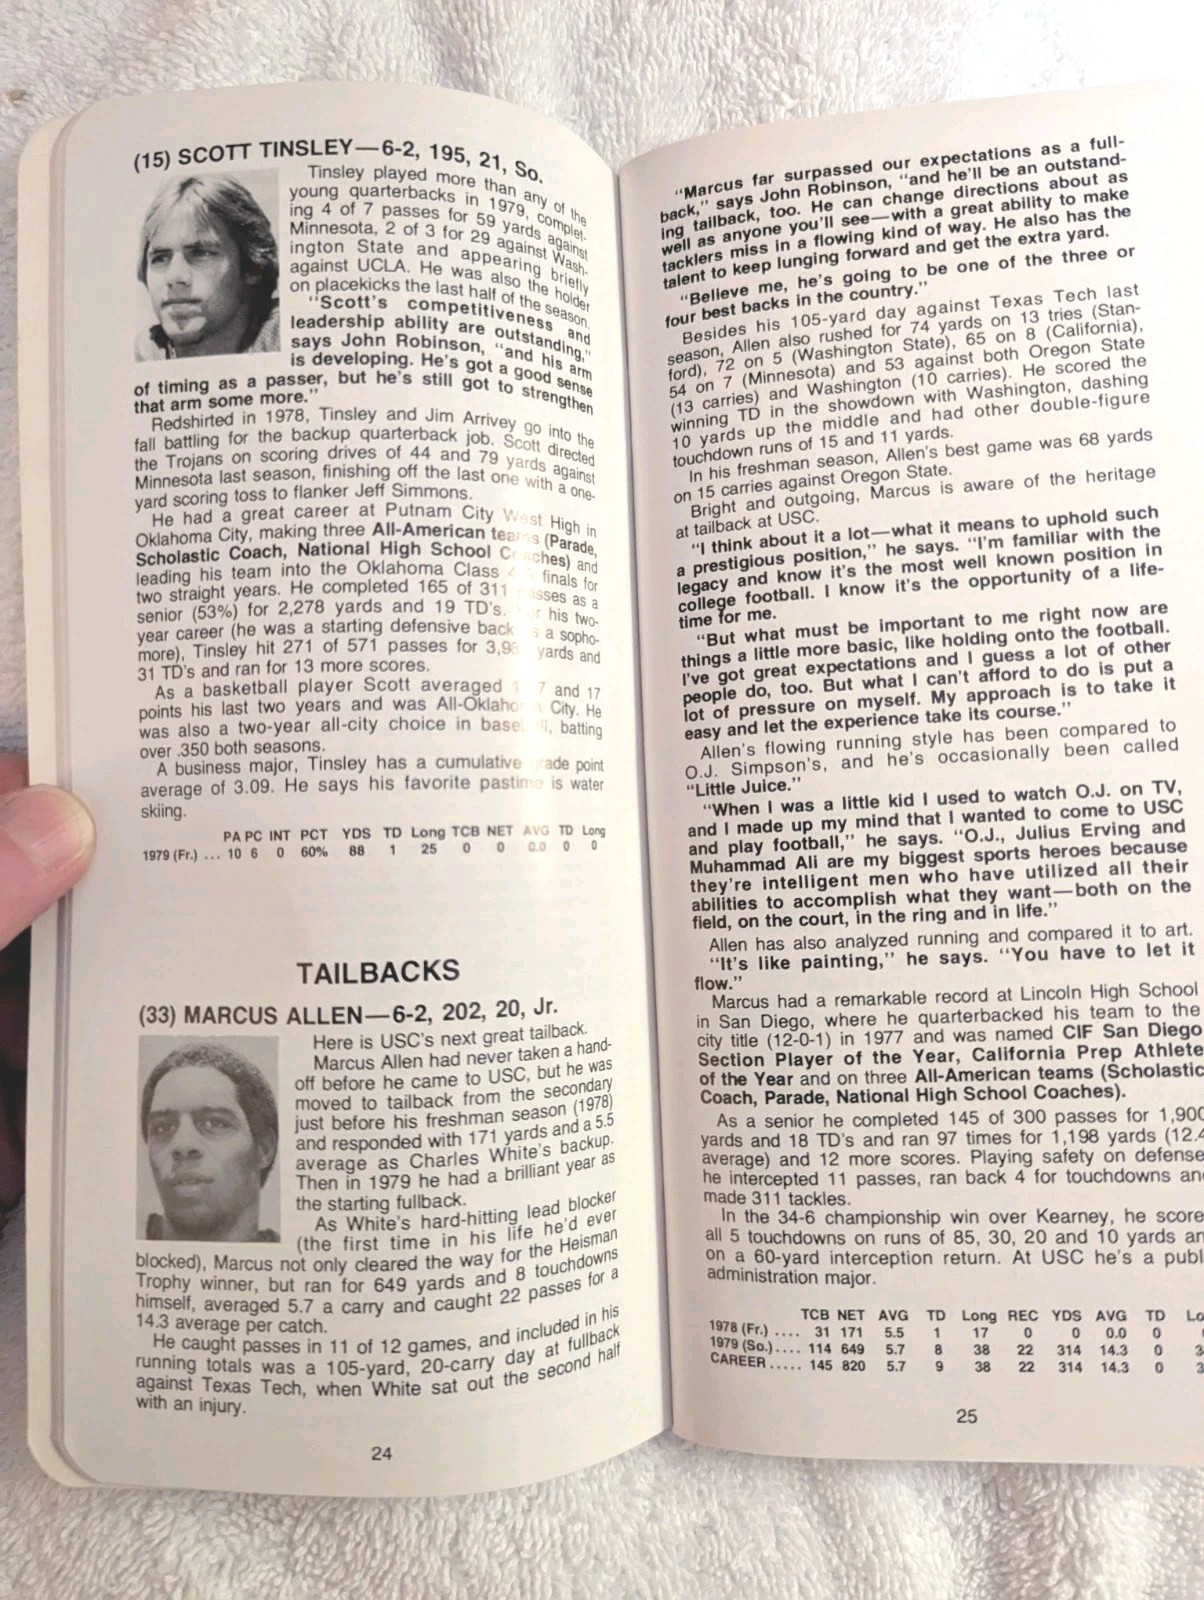 (15) SCOTT TINSLEY—6-2, 195, 21, So.
Tinsley played more than any of the
young quarterbacks in 1979, complet-
ing 4 of 7 passes for 59 yards against
Minnesota, 2 of 3 for 29 against Wash-
ington State and appearing briefly
against UCLA. He was also the holder
on placekicks the last half of the season.
"Scott's competitiveness and
leadership ability are outstanding,"
says John Robinson, "and his arm
is developing. He's got a good sense
of timing as a passer, but he's still got to strengthen
that arm some more."
Redshirted in 1978, Tinsley and Jim Arrivey go into the
fall battling for the backup quarterback job. Scott directed
the Trojans on scoring drives of 44 and 79 yards against
Minnesota last season, finishing off the last one with a one-
yard scoring toss to flanker Jeff Simmons.
He had a great career at Putnam City West High in
Oklahoma City, making three All-American teams (Parade,
Scholastic Coach, National High School Coaches) and
leading his team into the Oklahoma Class finals for
two straight years. He completed 165 of 311 passes as a
senior (53%) for 2,278 yards and 19 TD's. his two-
year career (he was a starting defensive back as a sopho-
more), Tinsley hit 271 of 571 passes for yards and
31 TD's and ran for 13 more scores.
As a basketball player Scott averaged and 17
points his last two years and was All-Oklahoma City. He
was also a two-year all-city choice in baseball, batting
over .350 both seasons.
A business major, Tinsley has a cumulative grade point
average of 3.09. He says his favorite pastime is water
skiing.
PA PC INT PCT YDS TD Long TCB NET AVG TD Long
1979 (Fr.) ... 10 6 0 60% 88 1 25 0 0 0.0 0 0
TAILBACKS
(33) MARCUS ALLEN—6-2, 202, 20, Jr.
Here is USC's next great tailback.
Marcus Allen had never taken a hand-
off before he came to USC, but he was
moved to tailback from the secondary
just before his freshman season (1978)
and responded with 171 yards and a 5.5
average as Charles White's backup.
Then in 1979 he had a brilliant year as
the starting fullback.
As White's hard-hitting lead blocker
(the first time in his life he'd ever
blocked), Marcus not only cleared the way for the Heisman
Trophy winner, but ran for 649 yards and 8 touchdowns
himself, averaged 5.7 a carry and caught 22 passes for a
14.3 average per catch.
He caught passes in 11 of 12 games, and included in his
running totals was a 105-yard, 20-carry day at fullback
against Texas Tech, when White sat out the second half
with an injury.
24
"Marcus far surpassed our expectations as a full-
back," says John Robinson, "and he'll be an outstand-
ing tailback, too. He can change directions about as
well as anyone you'll see—with a great ability to make
tacklers miss in a flowing kind of way. He also has the
talent to keep lunging forward and get the extra yard.
"Believe me, he's going to be one of the three or
four best backs in the country."
Besides his 105-yard day against Texas Tech last
season, Allen also rushed for 74 yards on 13 tries (Stan-
ford), 72 on 5 (Washington State), 65 on 8 (California),
54 on 7 (Minnesota) and 53 against both Oregon State
(13 carries) and Washington (10 carries). He scored the
winning TD in the showdown with Washington, dashing
10 yards up the middle and had other double-figure
touchdown runs of 15 and 11 yards.
In his freshman season, Allen's best game was 68 yards
on 15 carries against Oregon State.
Bright and outgoing, Marcus is aware of the heritage
at tailback at USC.
"I think about it a lot—what it means to uphold such
a prestigious position," he says. "I'm familiar with the
legacy and know it's the most well known position in
college football. I know it's the opportunity of a life-
time for me.
"But what must be important to me right now are
things a little more basic, like holding onto the football.
I've got great expectations and I guess a lot of other
people do, too. But what I can't afford to do is put a
lot of pressure on myself. My approach is to take it
easy and let the experience take its course."
Allen's flowing running style has been compared to
O.J. Simpson's, and he's occasionally been called
"Little Juice."
"When I was a little kid I used to watch O.J. on TV,
and I made up my mind that I wanted to come to USC
and play football," he says. "O.J., Julius Erving and
Muhammad Ali are my biggest sports heroes because
they're intelligent men who have utilized all their
abilities to accomplish what they want—both on the
field, on the court, in the ring and in life."
Allen has also analyzed running and compared it to art.
"It's like painting," he says. "You have to let it
flow."
Marcus had a remarkable record at Lincoln High School
in San Diego, where he quarterbacked his team to the
city title (12-0-1) in 1977 and was named CIF San Diego
Section Player of the Year, California Prep Athlete
of the Year and on three All-American teams (Scholastic
Coach, Parade, National High School Coaches).
As a senior he completed 145 of 300 passes for 1,900
yards and 18 TD's and ran 97 times for 1,198 yards (12.4
average) and 12 more scores. Playing safety on defense
he intercepted 11 passes, ran back 4 for touchdowns an
made 311 tackles.
In the 34-6 championship win over Kearney, he score
all 5 touchdowns on runs of 85, 30, 20 and 10 yards an
on a 60-yard interception return. At USC he's a publ
administration major.
TCB NET AVG TD Long REC YDS AVG TD Lo
1978 (Fr.) .... 31 171 5.5 1 17 0 0 0.0 0
1979 (So.).... 114 649 5.7 8 38 22 314 14.3 0 3
CAREER ..... 145 820 5.7 9 38 22 314 14.3 0 3
25